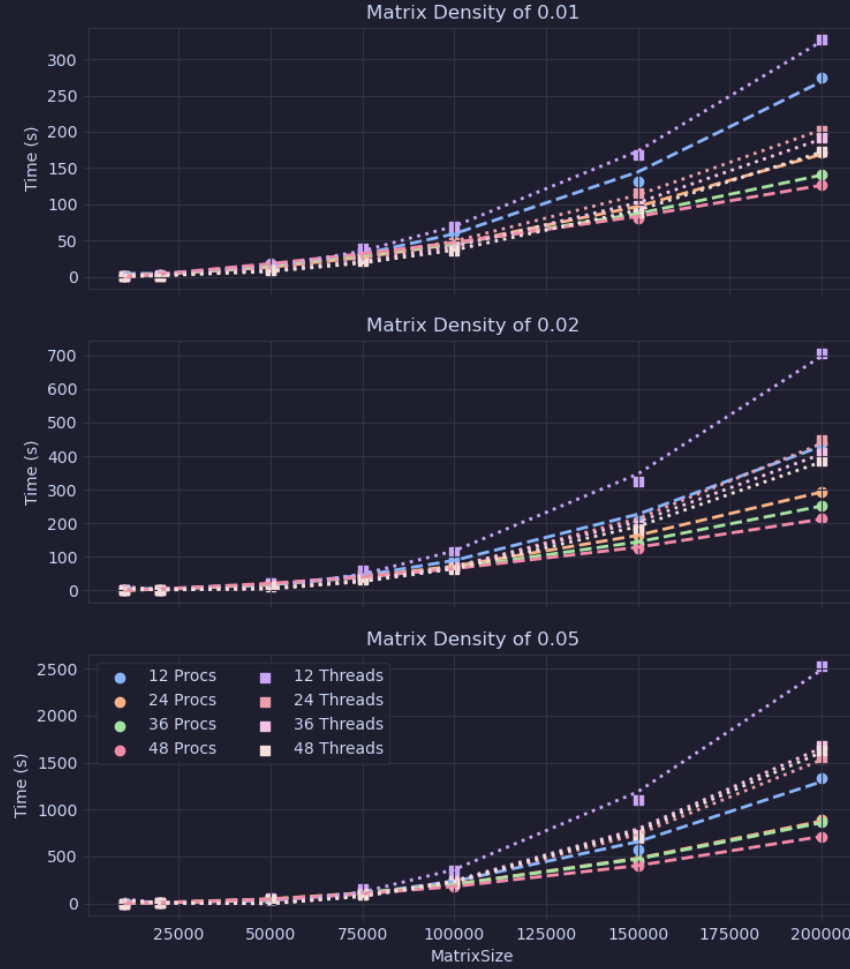 Matrix Density of 0.01
300
250
200
150
100
50
0
Time (s)
Matrix Density of 0.02
700
600
500
400
300
200
100
0
Time (s)
Matrix Density of 0.05
2500
2000
1500
1000
500
0
Time (s)
12 Procs 12 Threads
24 Procs 24 Threads
36 Procs 36 Threads
48 Procs 48 Threads
25000 50000 75000 100000 125000 150000 175000 200000
MatrixSize